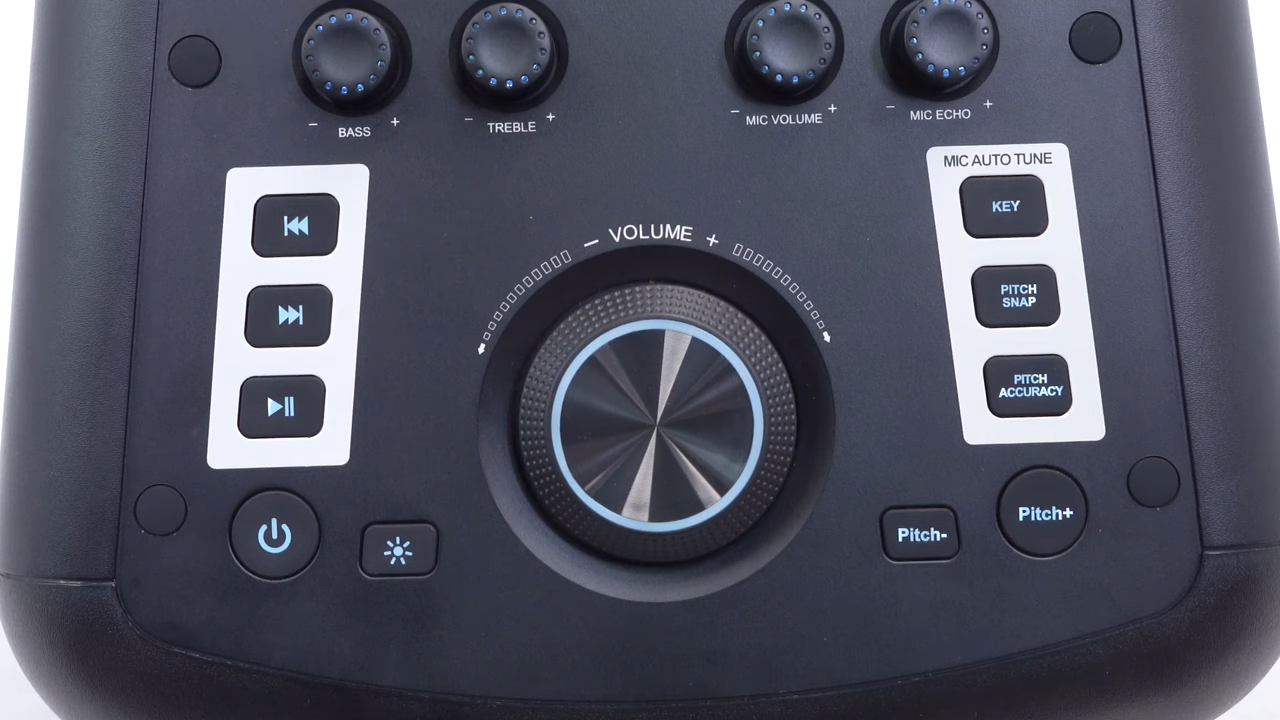 − BASS +
− TREBLE +
− MIC VOLUME +
− MIC ECHO +
MIC AUTO TUNE
KEY
− VOLUME +
PITCH
SNAP
PITCH
ACCURACY
Pitch-
Pitch+